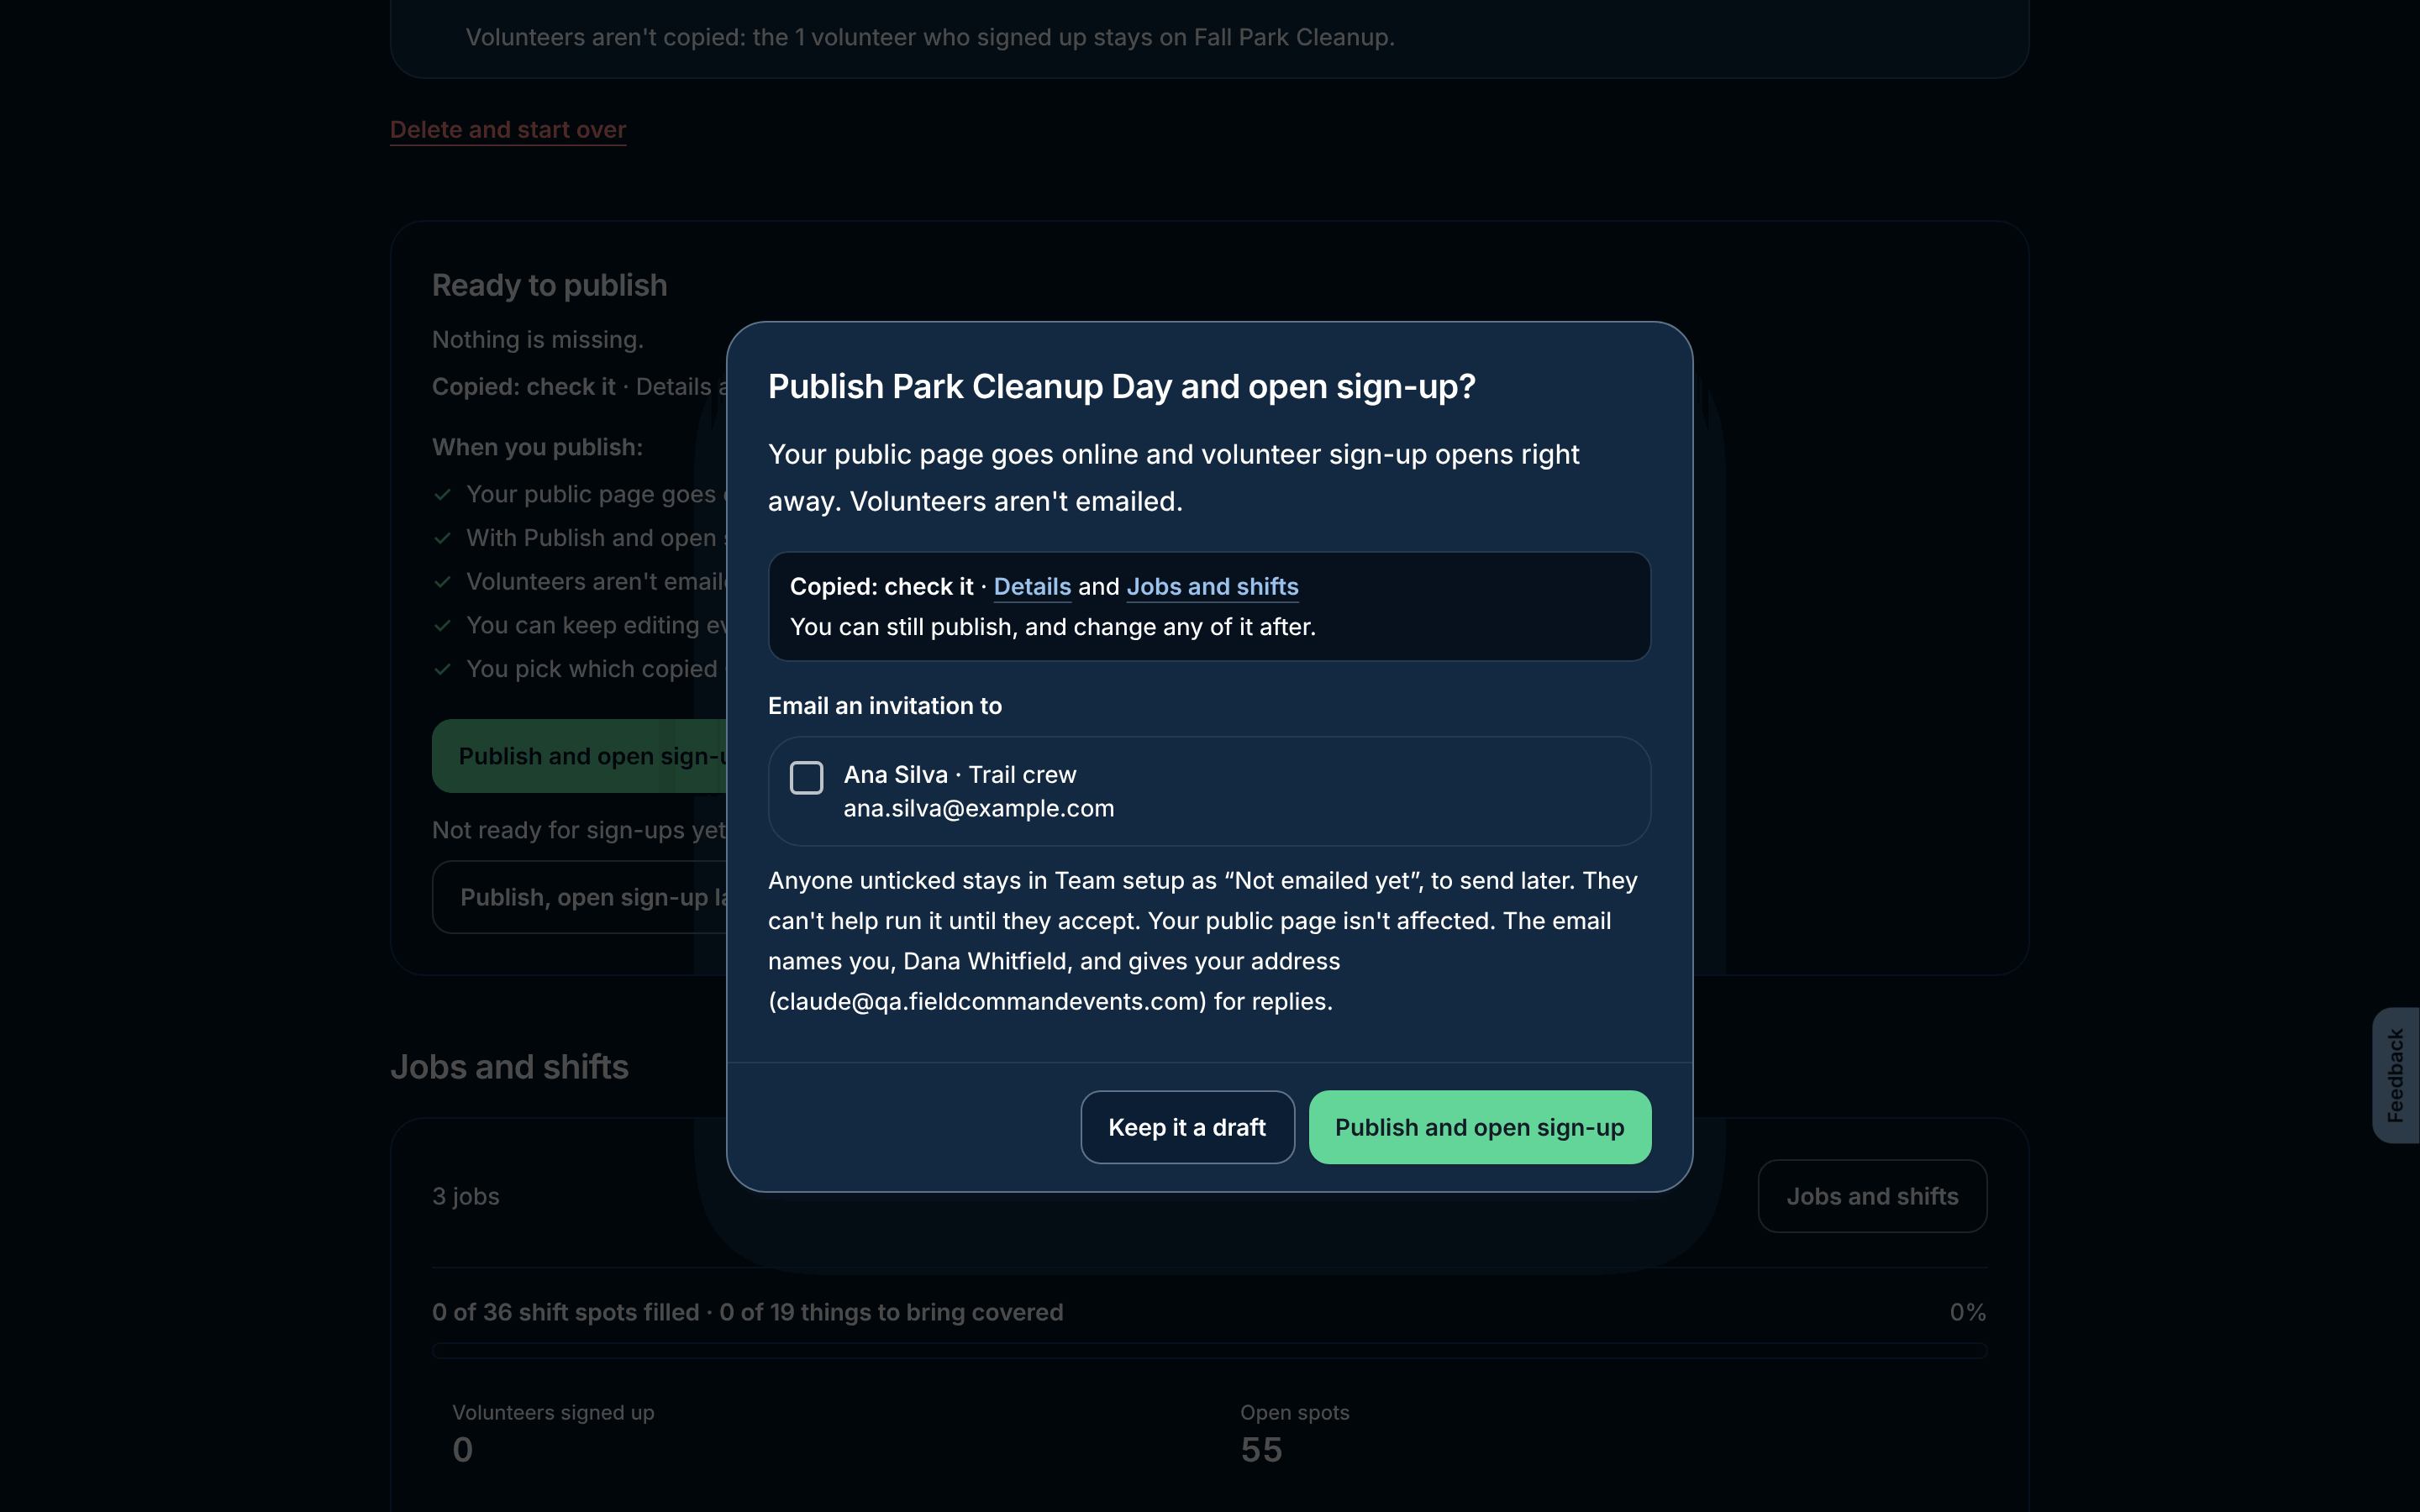 Volunteers aren't copied: the 1 volunteer who signed up stays on Fall Park Cleanup.
Delete and start over
Ready to publish
Nothing is missing.
Copied: check it · Details
When you publish:
Your public page goes
With Publish and open
Volunteers aren't
You can keep editing
You pick which copied
Publish and open
Not ready for sign-ups yet
Publish, open sign-up
Publish Park Cleanup Day and open sign-up?
Your public page goes online and volunteer sign-up opens right
away. Volunteers aren't emailed.
Copied: check it · Details and Jobs and shifts
You can still publish, and change any of it after.
Email an invitation to
Ana Silva · Trail crew
ana.silva@example.com
Anyone unticked stays in Team setup as “Not emailed yet”, to send later. They
can't help run it until they accept. Your public page isn't affected. The email
names you, Dana Whitfield, and gives your address
(claude@qa.fieldcommandevents.com) for replies.
Keep it a draft
Publish and open sign-up
Feedback
Jobs and shifts
3 jobs
Jobs and shifts
0 of 36 shift spots filled · 0 of 19 things to bring covered
0%
Volunteers signed up
0
Open spots
55